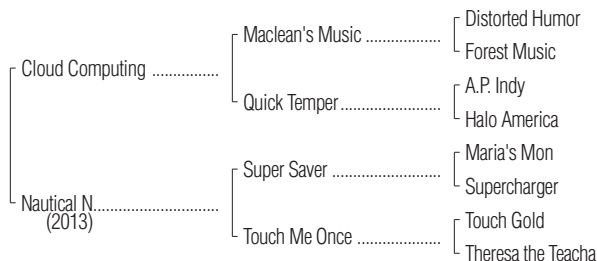 Distorted Humor
Maclean's Music ....................
Forest Music
Cloud Computing ................
A.P. Indy
Quick Temper...........................
Halo America
Maria's Mon
Super Saver .............................
Supercharger
Nautical N..............................
(2013)
Touch Gold
Touch Me Once ......................
Theresa the Teacha